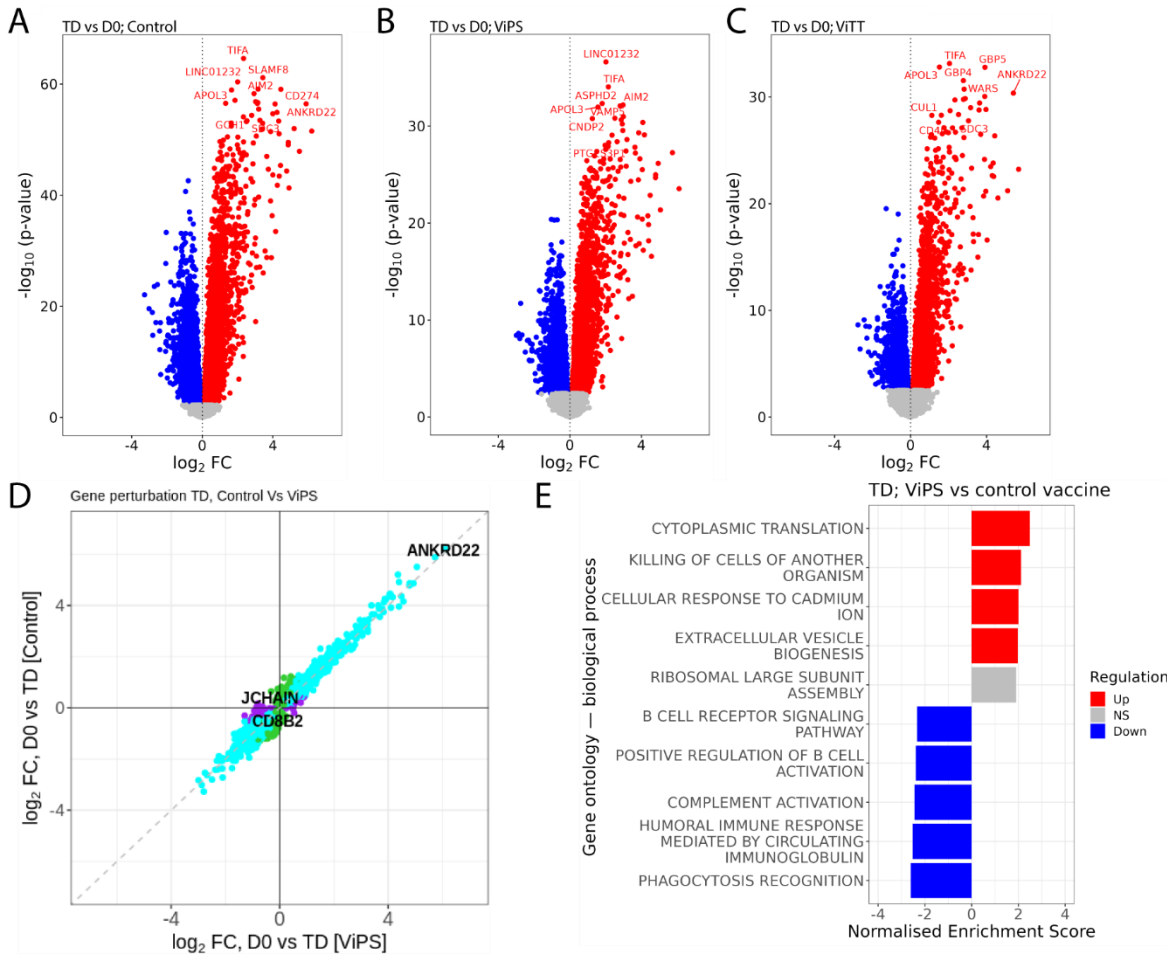 A
TD vs D0; Control
TIFA
LINC01232
SLAMF8
APOL3
AIM2
CD274
ANKRD22
GCH1
SDC3
60
40
20
0
-log10 (p-value)
-4
0
4
log2 FC
B
TD vs D0; ViPS
LINC01232
TIFA
ASPHD2
APOL3
AIM2
VAMP5
CNDP2
30
20
10
0
-log10 (p-value)
-4
0
4
log2 FC
C
TD vs D0; ViTT
TIFA
GBP5
APOL3
GBP4
ANKRD22
WARS
CUL1
SDC3
30
20
10
0
-log10 (p-value)
-4
0
4
log2 FC
D
Gene perturbation TD, Control Vs ViPS
ANKRD22
JCHAIN
CD8B2
4
0
-4
log2 FC, D0 vs TD [Control]
-4
0
4
log2 FC, D0 vs TD [ViPS]
E
TD; ViPS vs control vaccine
Gene ontology — biological process
CYTOPLASMIC TRANSLATION
KILLING OF CELLS OF ANOTHER
ORGANISM
CELLULAR RESPONSE TO CADMIUM
ION
EXTRACELLULAR VESICLE
BIOGENESIS
RIBOSOMAL LARGE SUBUNIT
ASSEMBLY
B CELL RECEPTOR SIGNALING
PATHWAY
POSITIVE REGULATION OF B CELL
ACTIVATION
COMPLEMENT ACTIVATION
HUMORAL IMMUNE RESPONSE
MEDIATED BY CIRCULATING
IMMUNOGLOBULIN
PHAGOCYTOSIS RECOGNITION
-4
-2
0
2
4
Normalised Enrichment Score
Regulation
Up
NS
Down